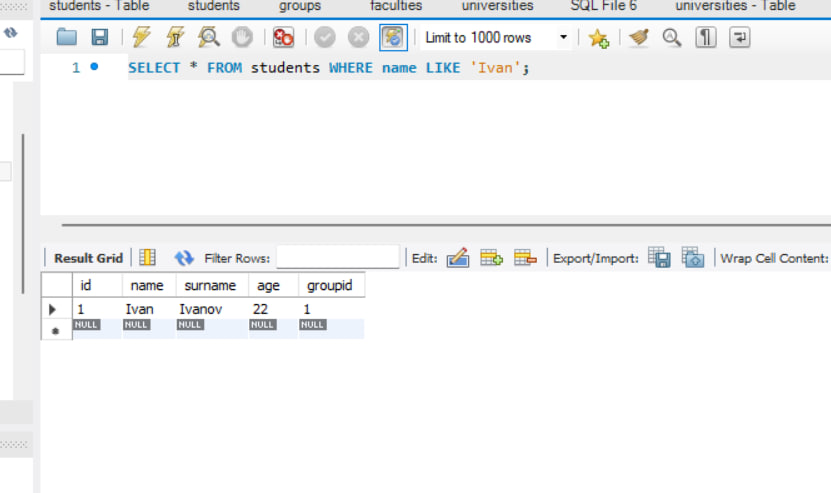 students - Table students groups faculties universities SQL File 6 universities - Table
Limit to 1000 rows
1 SELECT * FROM students WHERE name LIKE 'Ivan';
Result Grid Filter Rows: Edit: Export/Import: Wrap Cell Content:
id name surname age groupid
1 Ivan Ivanov 22 1
NULL NULL NULL NULL NULL